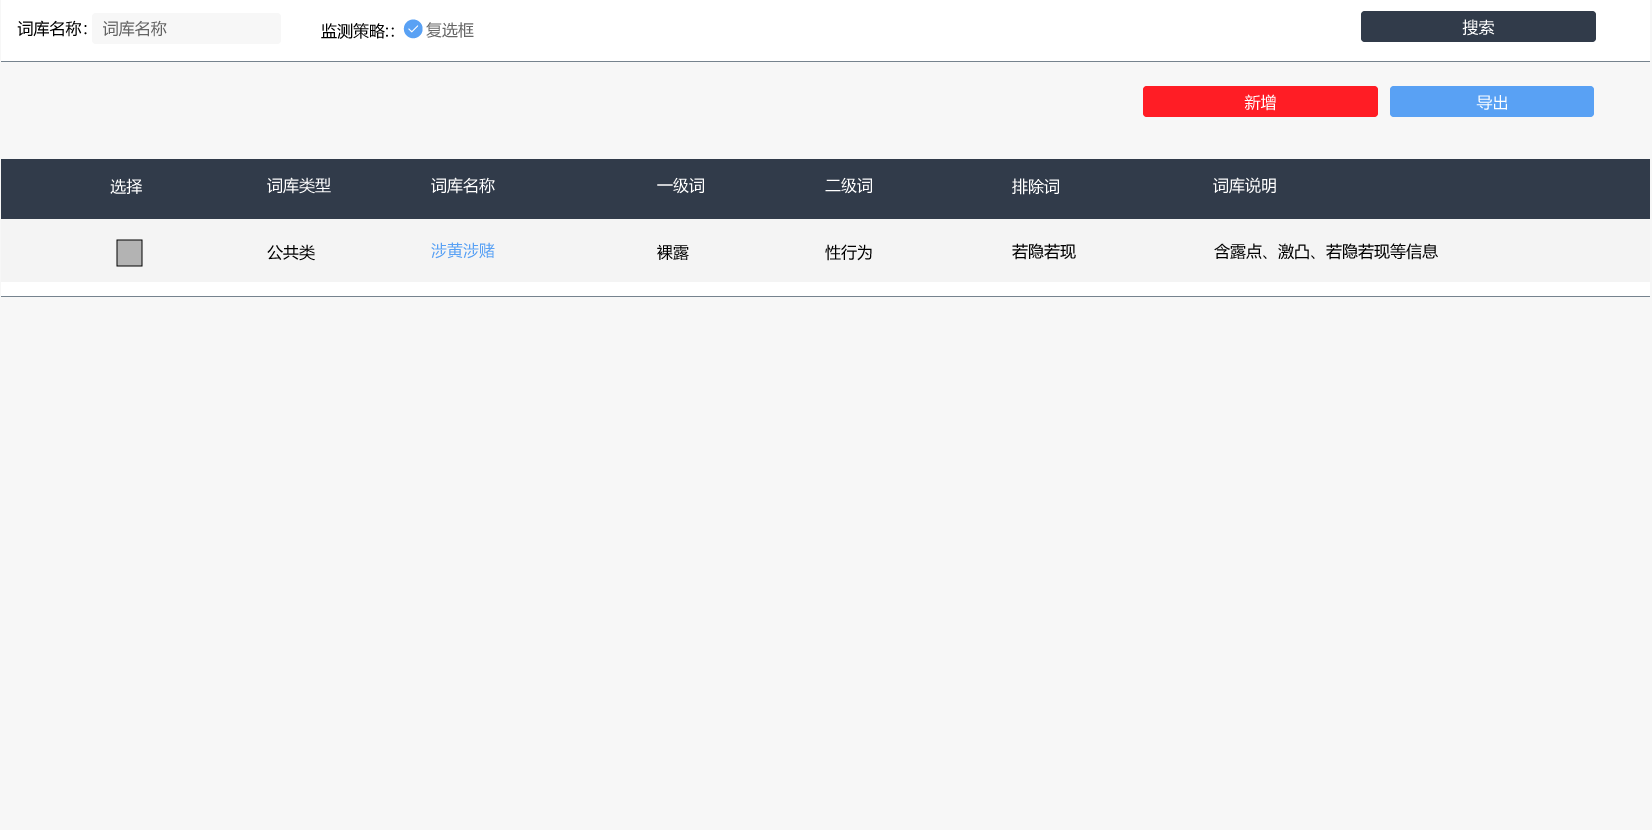 词库名称： 词库名称 监测策略:： 复选框 搜索
新增 导出
选择 词库类型 词库名称 一级词 二级词 排除词 词库说明
公共类 涉黄涉赌 裸露 性行为 若隐若现 含露点、激凸、若隐若现等信息